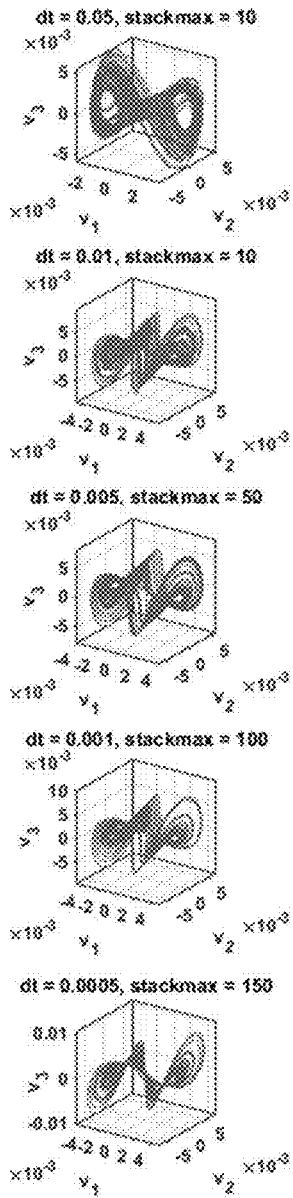 dt = 0.05, stackmax = 10
×10⁻³
5
0
-5
v₃
-2 0 2
-5 0 5
×10⁻³ v₁ v₂ ×10⁻³
dt = 0.01, stackmax = 10
×10⁻³
5
0
-5
v₃
-4 -2 0 2 4
-5 0 5
×10⁻³ v₁ v₂ ×10⁻³
dt = 0.005, stackmax = 50
×10⁻³
5
0
-5
v₃
-4 -2 0 2 4
-5 0 5
×10⁻³ v₁ v₂ ×10⁻³
dt = 0.001, stackmax = 100
×10⁻³
10
5
0
-5
v₃
-4 -2 0 2 4
-5 0 5
×10⁻³ v₁ v₂ ×10⁻³
dt = 0.0005, stackmax = 150
0.01
0
-0.01
v₃
-4 -2 0 2 4
-5 0 5
×10⁻³ v₁ v₂ ×10⁻³